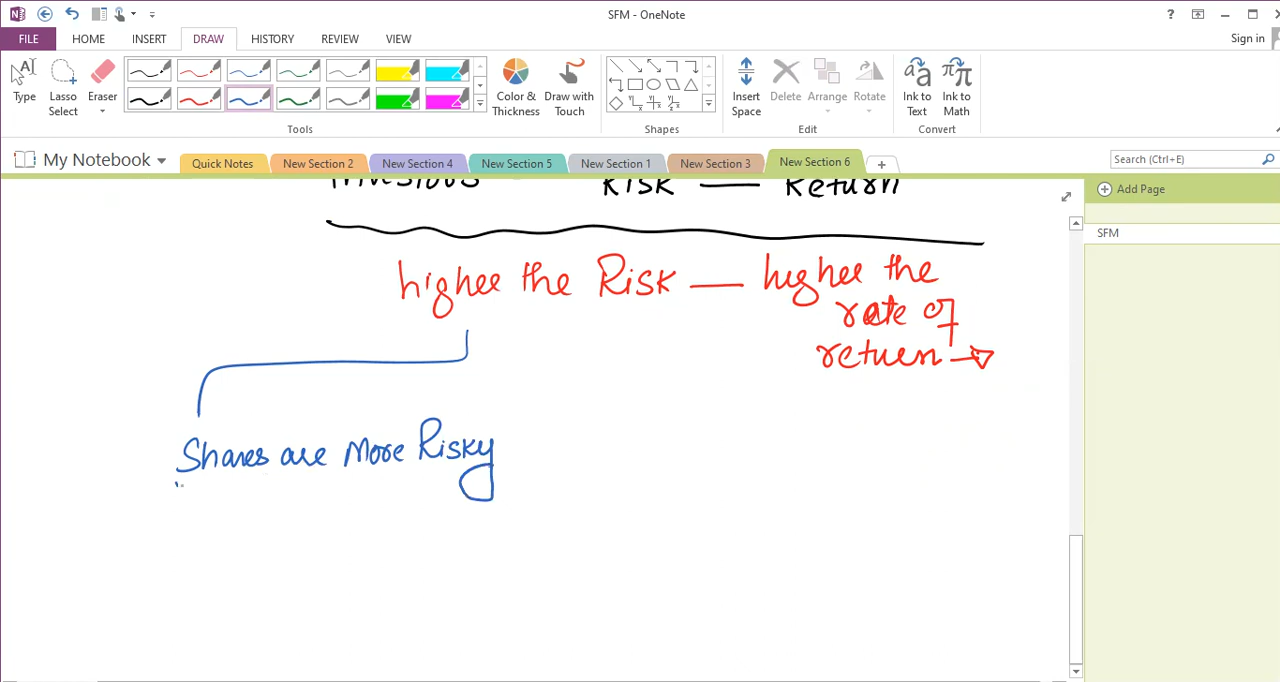 SFM - OneNote
?
Sign in
FILE HOME INSERT DRAW HISTORY REVIEW VIEW
Type
Lasso Select
Eraser
Color & Thickness
Draw with Touch
Insert Space
Delete
Arrange
Rotate
Ink to Text
Ink to Math
Tools
Shapes
Edit
Convert
My Notebook
Quick Notes
New Section 2
New Section 4
New Section 5
New Section 1
New Section 3
New Section 6
Search (Ctrl+E)
Add Page
SFM
Risk — Return
higher the Risk — higher the
rate of
return
Shares are More Risky